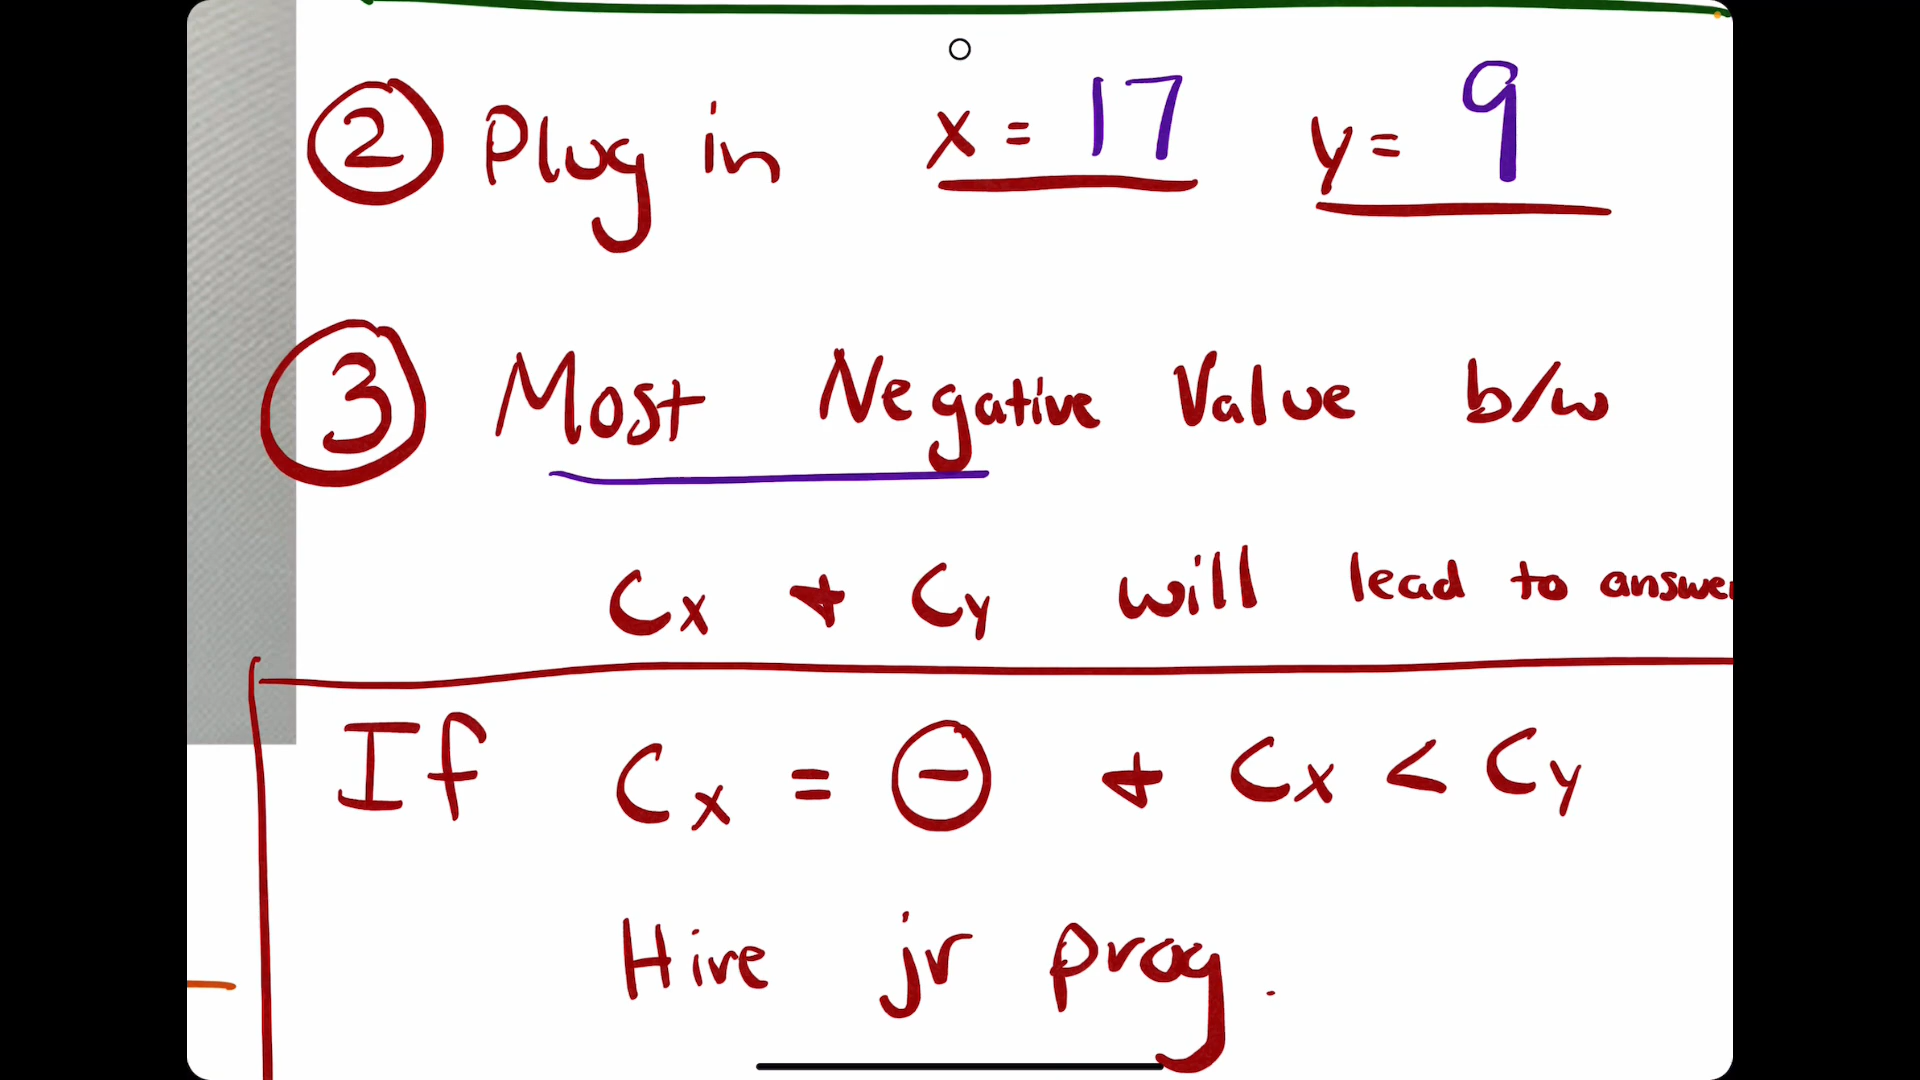 ② Plug in x = 17 y = 9
③ Most Negative Value b/w
Cx & Cy will lead to answer
If Cx = ⊖ & Cx < Cy
Hire jr prog.